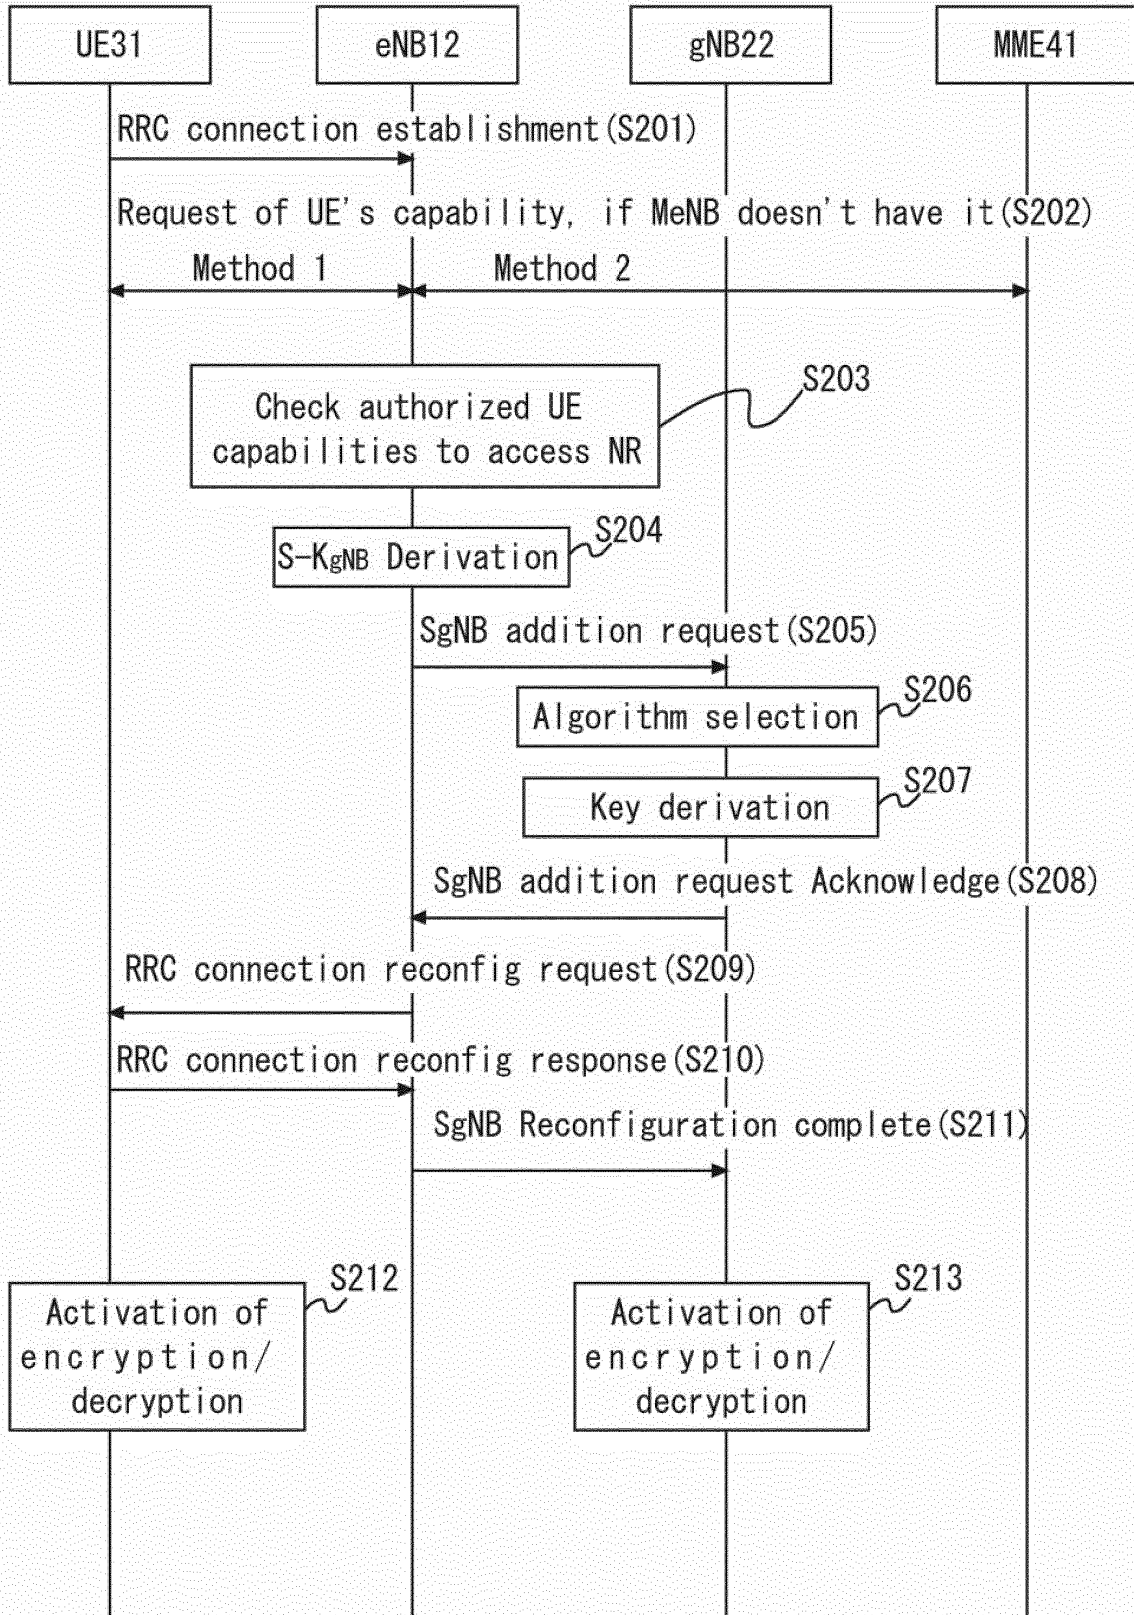 UE31
eNB12
gNB22
MME41
RRC connection establishment(S201)
Request of UE's capability, if MeNB doesn't have it(S202)
Method 1
Method 2
S203
Check authorized UE
capabilities to access NR
S204
S-KgNB Derivation
SgNB addition request(S205)
S206
Algorithm selection
S207
Key derivation
SgNB addition request Acknowledge(S208)
RRC connection reconfig request(S209)
RRC connection reconfig response(S210)
SgNB Reconfiguration complete(S211)
S212
Activation of
encryption/
decryption
S213
Activation of
encryption/
decryption